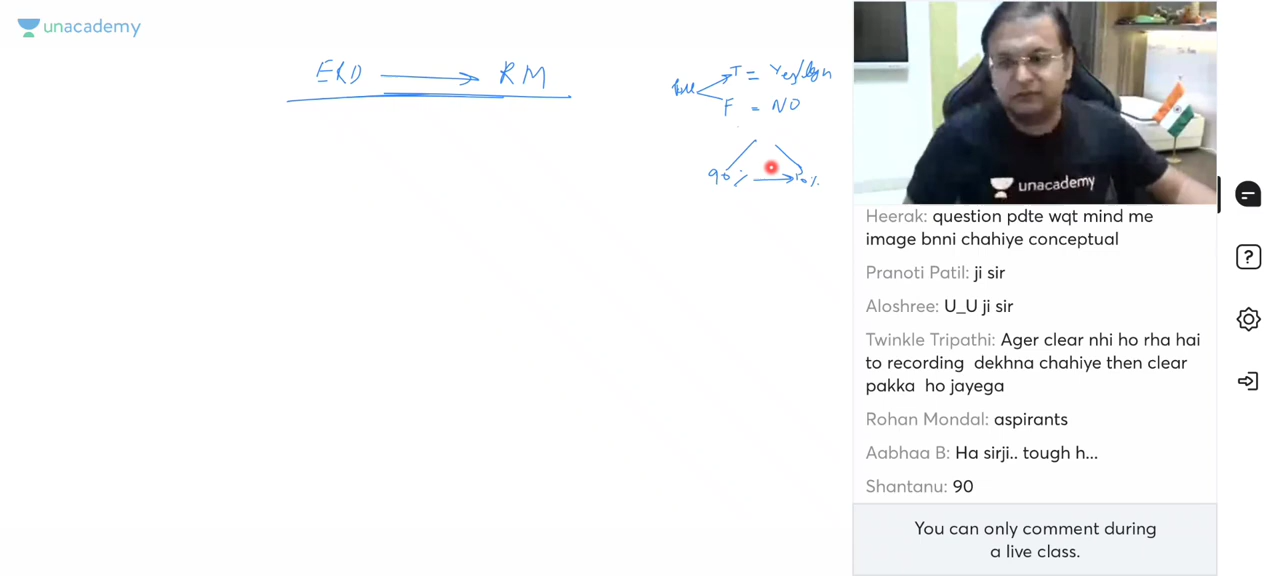 unacademy
ERD → RM
T = Yes/
F = NO
90% → 10%
unacademy
Heerak: question pdte wqt mind me
image bnni chahiye conceptual
Pranoti Patil: ji sir
Aloshree: U_U ji sir
Twinkle Tripathi: Ager clear nhi ho rha hai
to recording dekhna chahiye then clear
pakka ho jayega
Rohan Mondal: aspirants
Aabhaa B: Ha sirji.. tough h...
Shantanu: 90
You can only comment during
a live class.